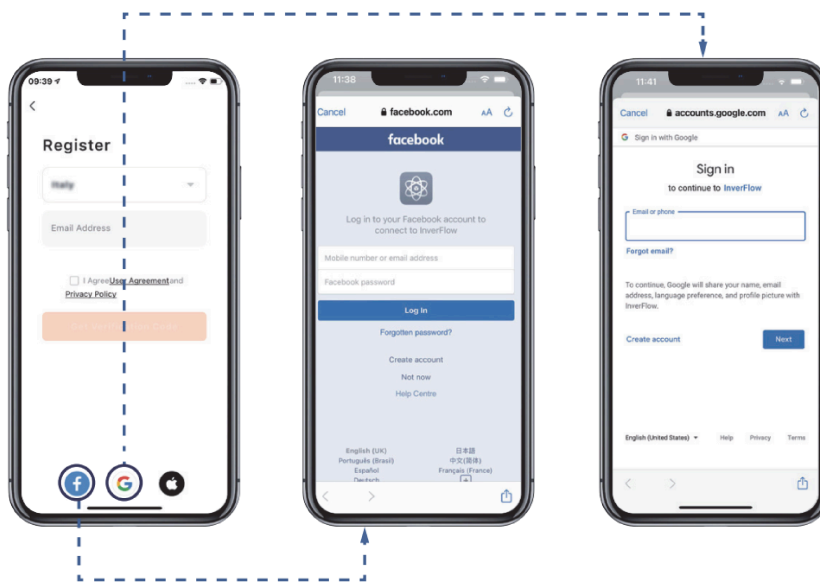 09:39
Register
Italy
Email Address
I Agree User Agreement and
Privacy Policy
11:38
Cancel
facebook.com
AA
facebook
Log in to your Facebook account to
connect to InverFlow
Mobile number or email address
Facebook password
Log In
Forgotten password?
Create account
Not now
Help Centre
English (UK)
日本語
Português (Brasil)
中文(简体)
Español
Français (France)
Deutsch
11:41
Cancel
accounts.google.com
AA
Sign in with Google
Sign in
to continue to InverFlow
Email or phone
Forgot email?
To continue, Google will share your name, email
address, language preference, and profile picture with
InverFlow.
Create account
Next
English (United States)
Help
Privacy
Terms